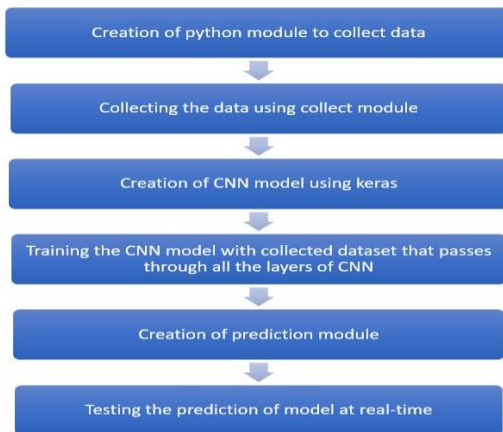 Creation of python module to collect data
Collecting the data using collect module
Creation of CNN model using keras
Training the CNN model with collected dataset that passes
through all the layers of CNN
Creation of prediction module
Testing the prediction of model at real-time